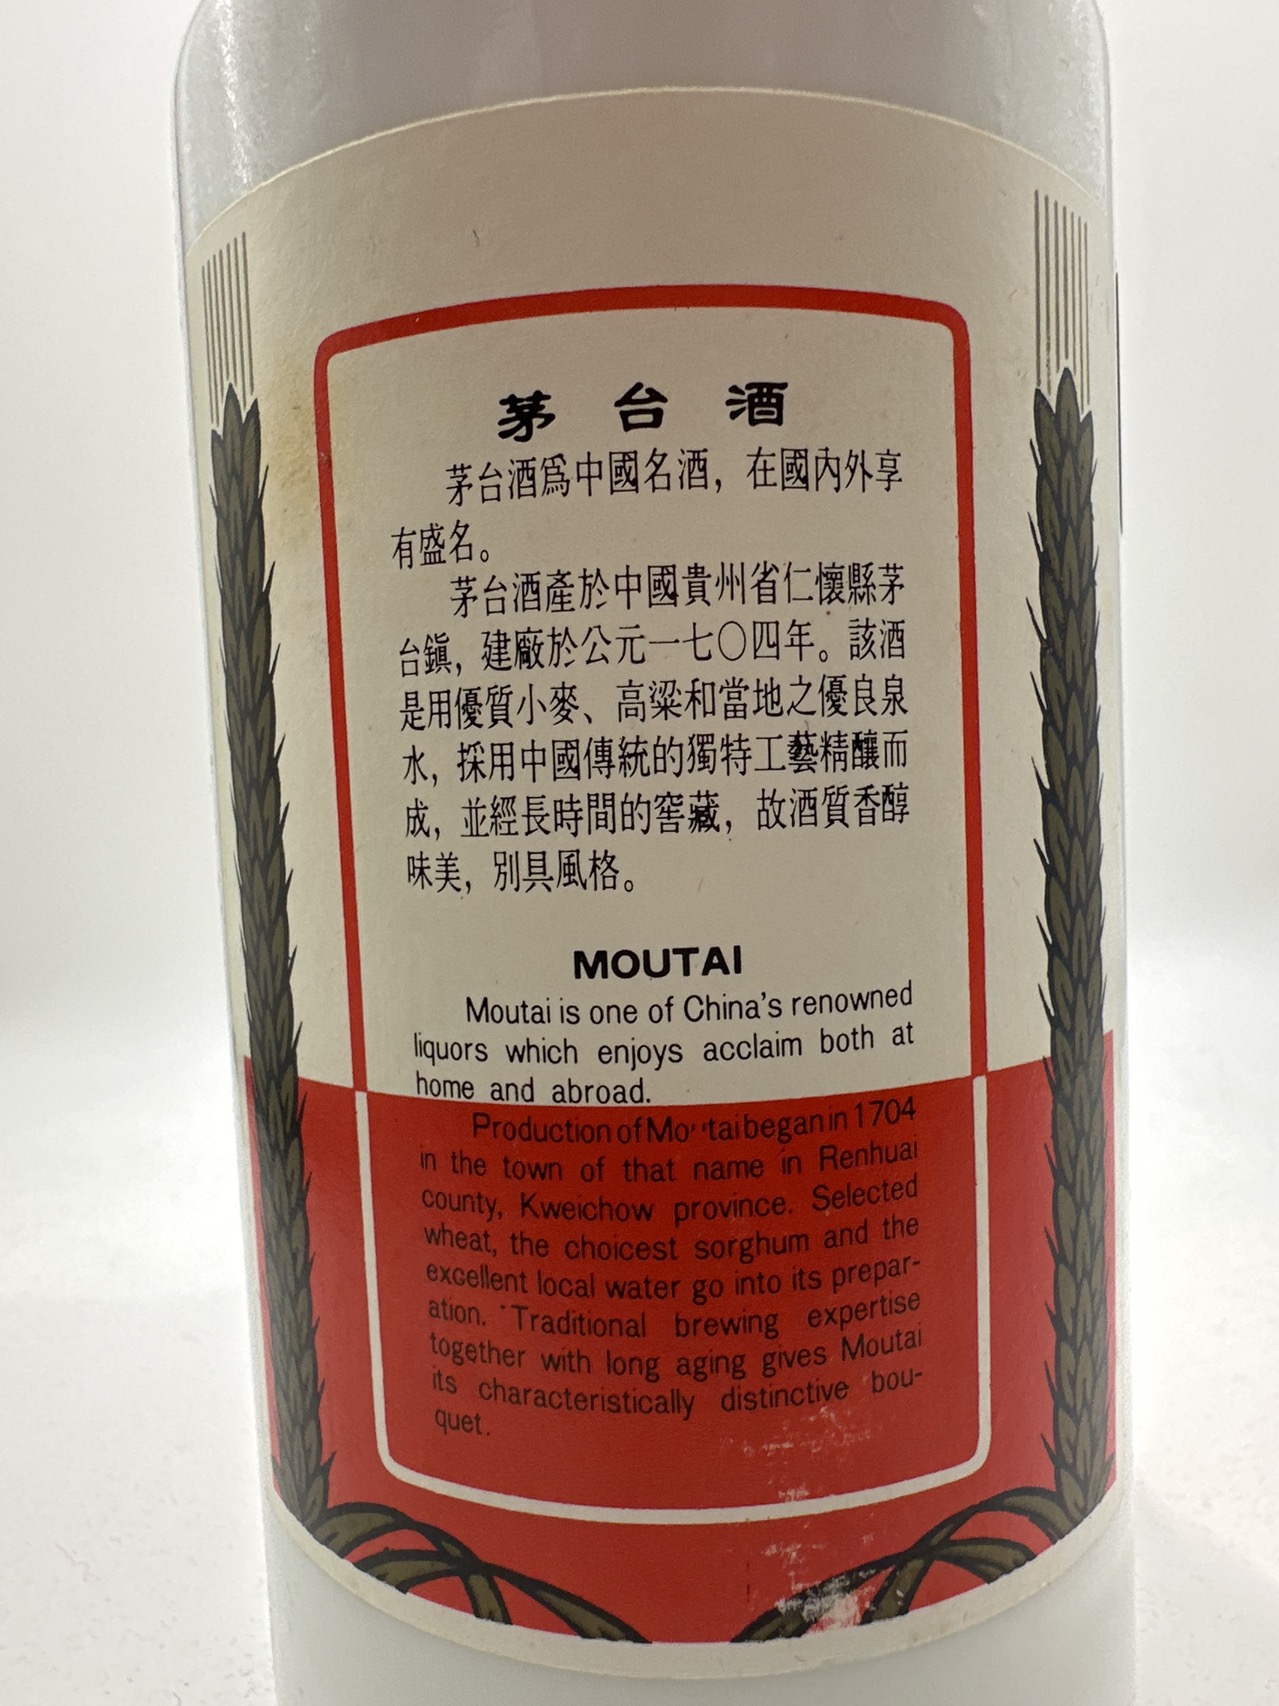 茅台酒
茅台酒爲中國名酒，在國內外享
有盛名。
茅台酒產於中國貴州省仁懷縣茅
台鎭，建廠於公元一七〇四年。該酒
是用優質小麥、高粱和當地之優良泉
水，採用中國傳統的獨特工藝精釀而
成，並經長時間的窖藏，故酒質香醇
味美，別具風格。
MOUTAI
Moutai is one of China's renowned
liquors which enjoys acclaim both at
home and abroad.
Production of Moutai began in 1704
in the town of that name in Renhuai
county, Kweichow province. Selected
wheat, the choicest sorghum and the
excellent local water go into its prepar-
ation. Traditional brewing expertise
together with long aging gives Moutai
its characteristically distinctive bou-
quet.